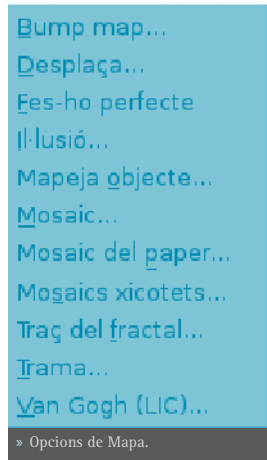 Bump map...
Desplaça...
Fes-ho perfecte
Il·lusió...
Mapeja objecte...
Mosaic...
Mosaic del paper...
Mosaics xicotets...
Traç del fractal...
Trama...
Van Gogh (LIC)...
» Opcions de Mapa.